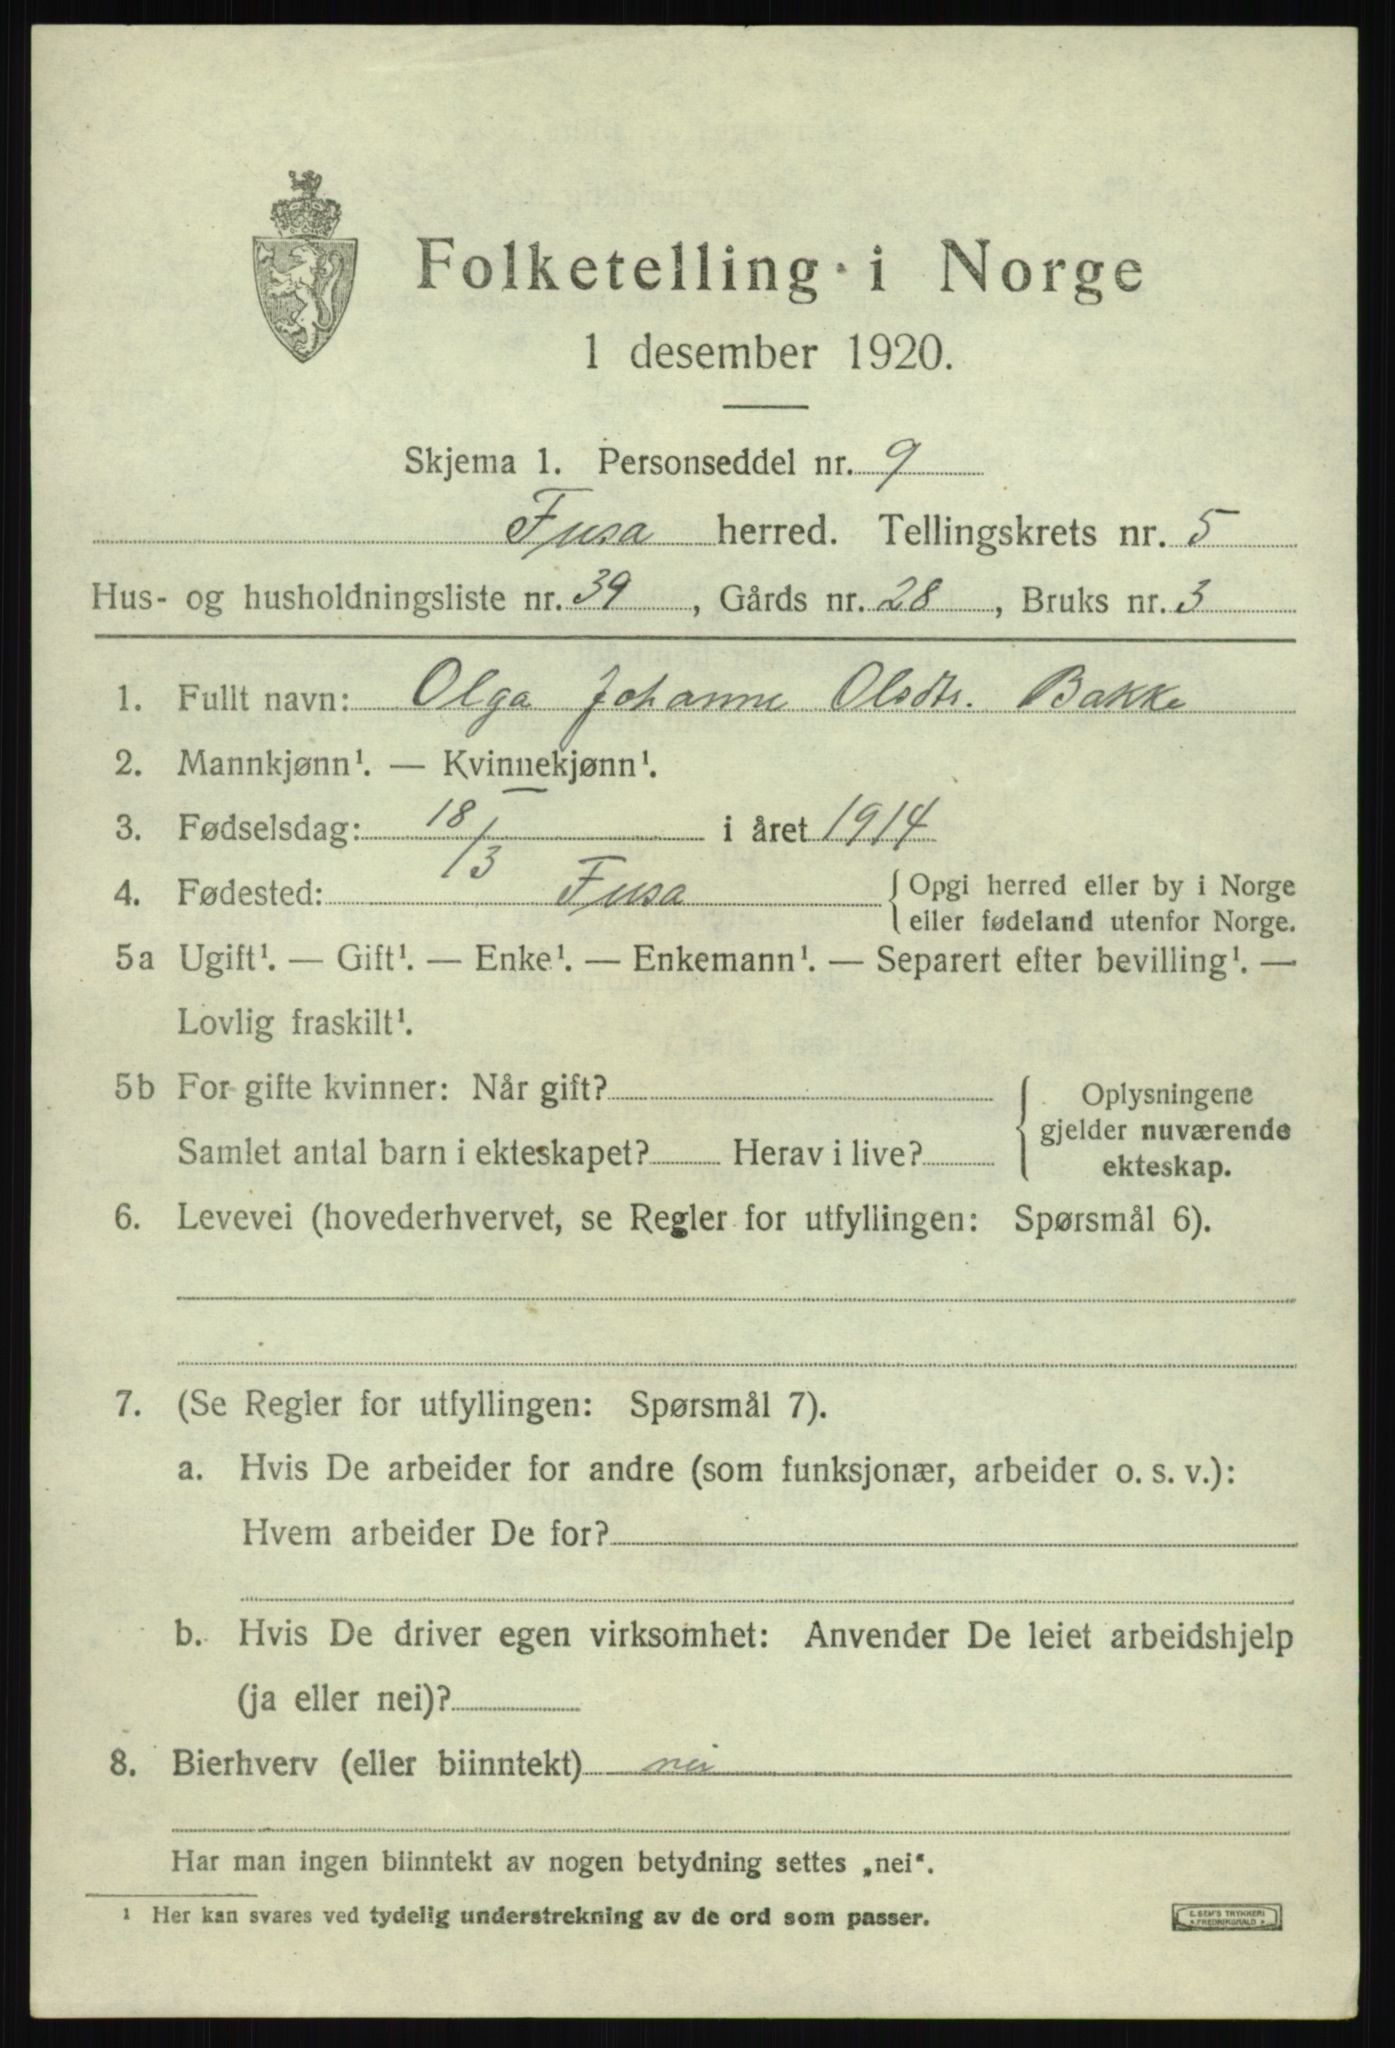 Folketelling i Norge
1 desember 1920.
Skjema 1. Personseddel nr. 9
Fusa herred. Tellingskrets nr. 5
Hus- og husholdningsliste nr. 39, Gårds nr. 28, Bruks nr. 3
1. Fullt navn: Olga Johanne Olsdtr. Bakke
2. Mannkjønn¹. — Kvinnekjønn¹.
3. Fødselsdag: 18/3 i året 1914
4. Fødested: Fusa { Opgi herred eller by i Norge
eller fødeland utenfor Norge.
5a Ugift¹. — Gift¹. — Enke¹. — Enkemann¹. — Separert efter bevilling¹. —
Lovlig fraskilt¹.
5b For gifte kvinner: Når gift?
Samlet antal barn i ekteskapet? Herav i live?
Oplysningene
gjelder nuværende
ekteskap.
6. Levevei (hovederhvervet, se Regler for utfyllingen: Spørsmål 6).
7. (Se Regler for utfyllingen: Spørsmål 7).
a. Hvis De arbeider for andre (som funksjonær, arbeider o. s. v.):
Hvem arbeider De for?
b. Hvis De driver egen virksomhet: Anvender De leiet arbeidshjelp
(ja eller nei)?
8. Bierhverv (eller biinntekt) nei
Har man ingen biinntekt av nogen betydning settes „nei“.
¹ Her kan svares ved tydelig understrekning av de ord som passer.
E. SEM'S TRYKKERI
* FREDRIKSHALD *